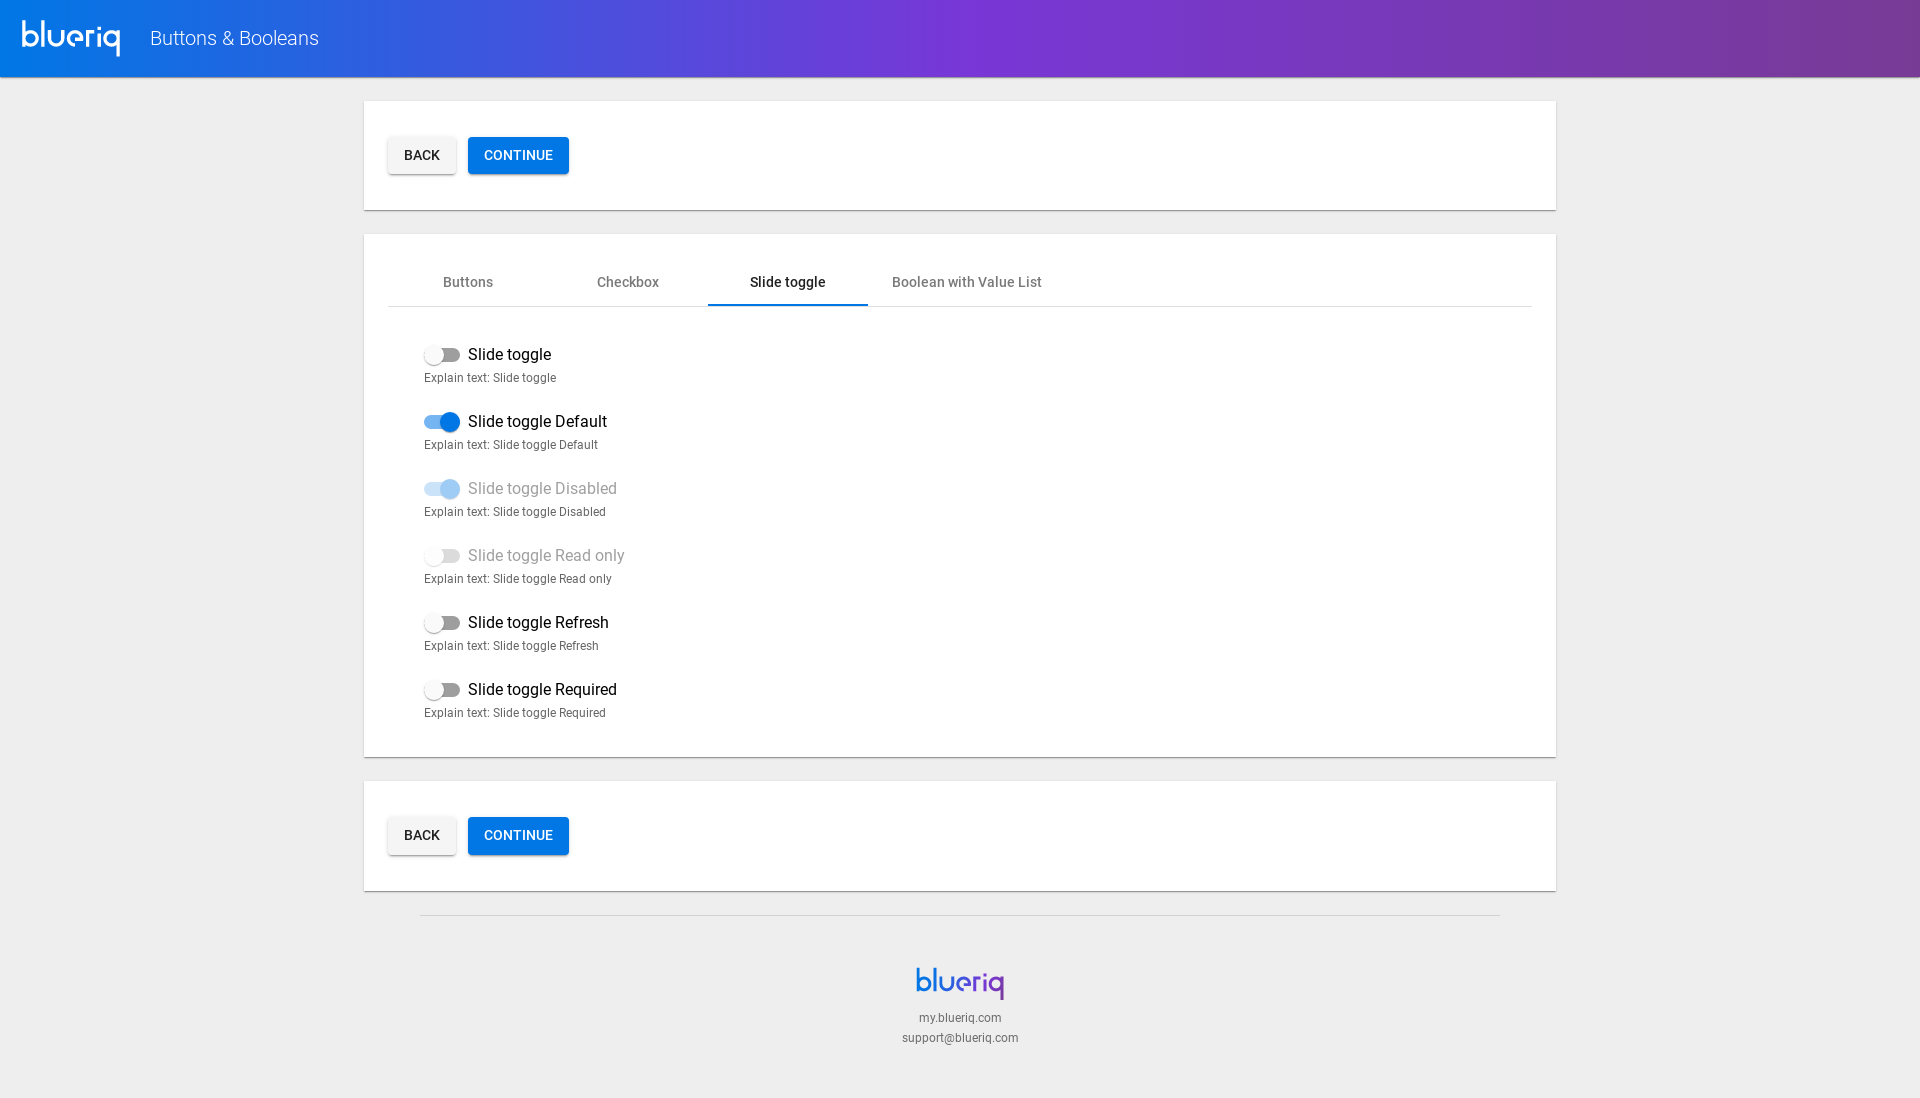 blueriq Buttons & Booleans
BACK CONTINUE
Buttons Checkbox Slide toggle Boolean with Value List
Slide toggle
Explain text: Slide toggle
Slide toggle Default
Explain text: Slide toggle Default
Slide toggle Disabled
Explain text: Slide toggle Disabled
Slide toggle Read only
Explain text: Slide toggle Read only
Slide toggle Refresh
Explain text: Slide toggle Refresh
Slide toggle Required
Explain text: Slide toggle Required
BACK CONTINUE
blueriq
my.blueriq.com
support@blueriq.com